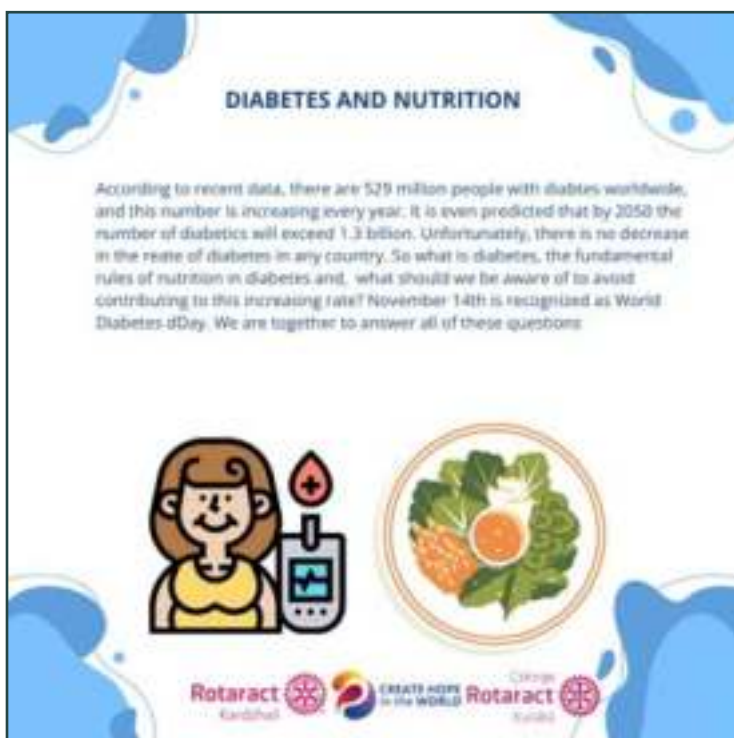 DIABETES AND NUTRITION
According to recent data, there are 529 million people with diabtes worldwide,
and this number is increasing every year. It is even predicted that by 2050 the
number of diabetics will exceed 1.3 billion. Unfortunately, there is no decrease
in the reate of diabetes in any country. So what is diabetes, the fundamental
rules of nutrition in diabetes and, what should we be aware of to avoid
contributing to this increasing rate? November 14th is recognized as World
Diabetes dDay. We are together to answer all of these questions
Rotaract
Kardzhali
CREATE HOPE
in the WORLD
Rotaract